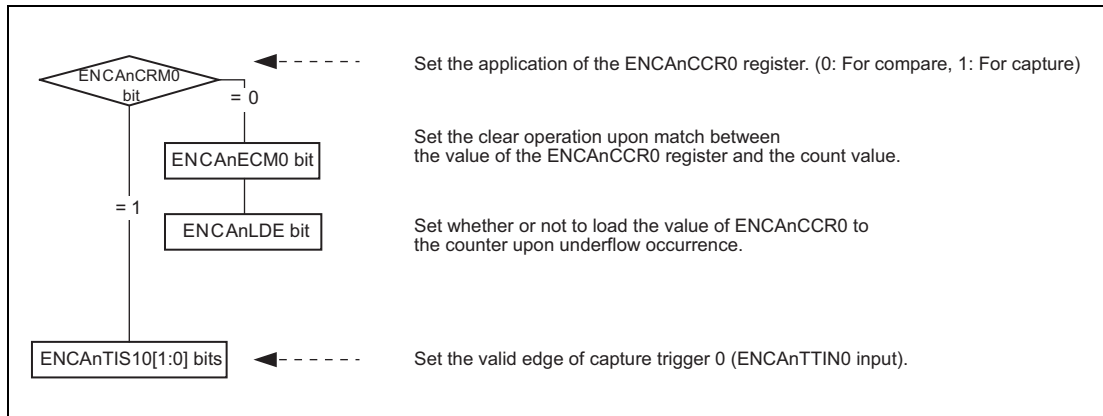 ENCAnCRM0
bit
Set the application of the ENCAnCCR0 register. (0: For compare, 1: For capture)
= 0
ENCAnECM0 bit
Set the clear operation upon match between
the value of the ENCAnCCR0 register and the count value.
= 1
ENCAnLDE bit
Set whether or not to load the value of ENCAnCCR0 to
the counter upon underflow occurrence.
ENCAnTIS10[1:0] bits
Set the valid edge of capture trigger 0 (ENCAnTTIN0 input).